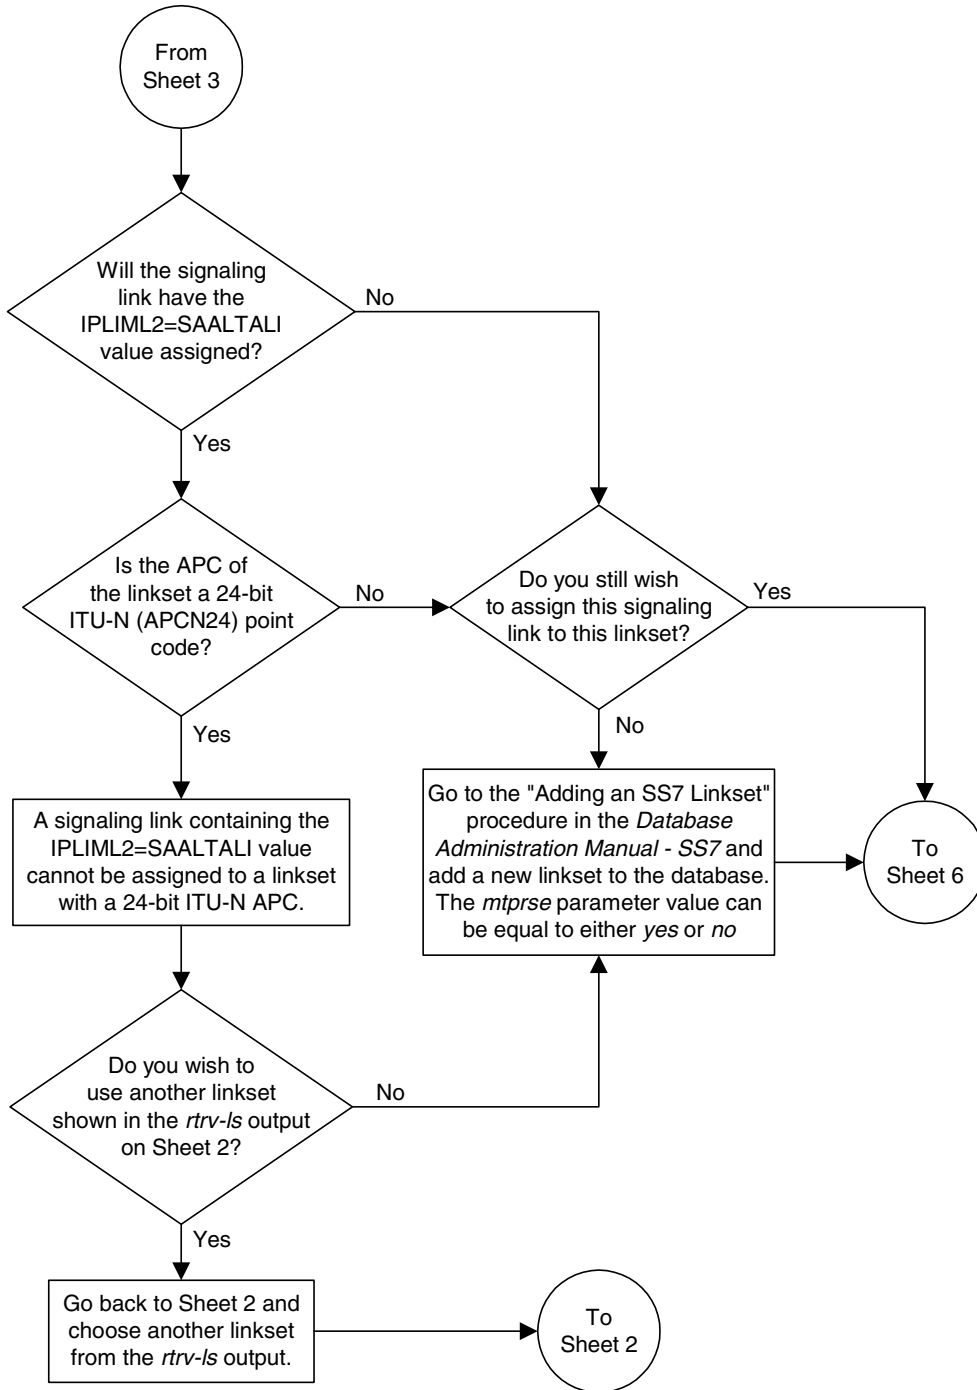 From
Sheet 3
Will the signaling
link have the
IPLIML2=SAALTALI
value assigned?
No
Yes
Is the APC of
the linkset a 24-bit
ITU-N (APCN24) point
code?
No
Do you still wish
to assign this signaling
link to this linkset?
Yes
Yes
No
A signaling link containing the
IPLIML2=SAALTALI value
cannot be assigned to a linkset
with a 24-bit ITU-N APC.
Go to the "Adding an SS7 Linkset"
procedure in the Database
Administration Manual - SS7 and
add a new linkset to the database.
The mtprse parameter value can
be equal to either yes or no
To
Sheet 6
Do you wish to
use another linkset
shown in the rtrv-ls output
on Sheet 2?
No
Yes
Go back to Sheet 2 and
choose another linkset
from the rtrv-ls output.
To
Sheet 2